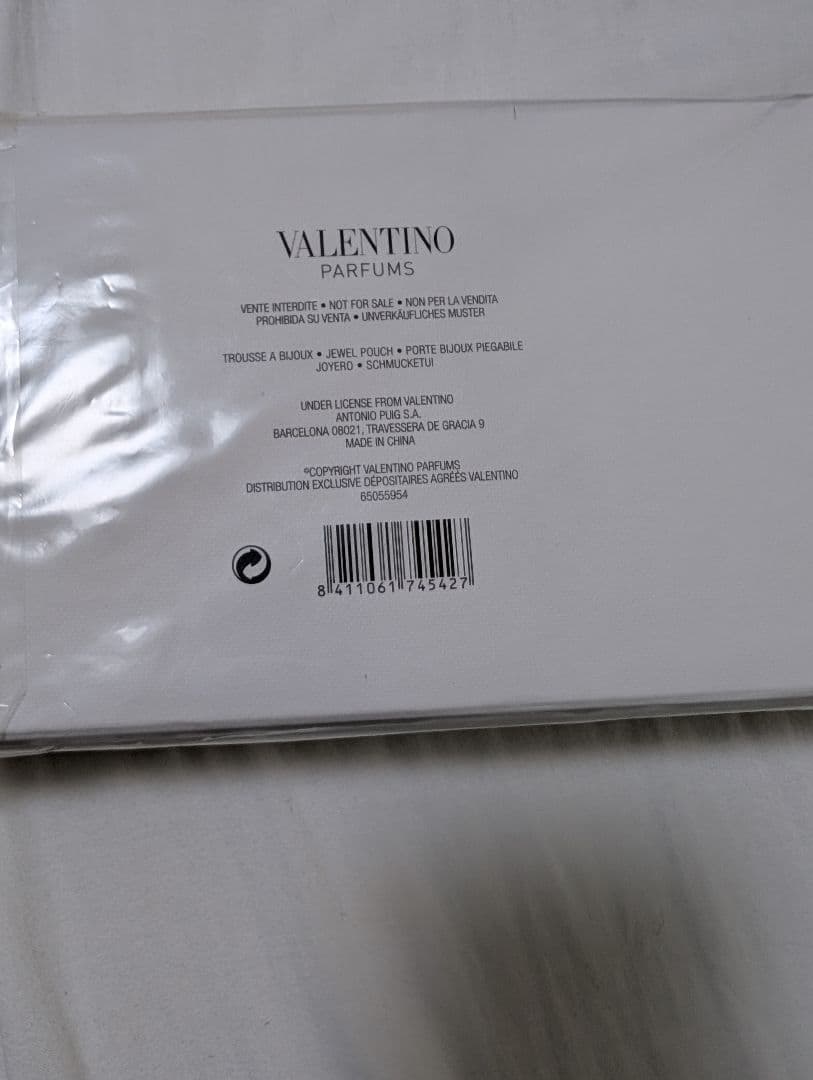 VALENTINO
PARFUMS
VENTE INTERDITE • NOT FOR SALE • NON PER LA VENDITA
PROHIBIDA SU VENTA • UNVERKÄUFLICHES MUSTER
TROUSSE A BIJOUX • JEWEL POUCH • PORTE BIJOUX PIEGABILE
JOYERO • SCHMUCKETUI
UNDER LICENSE FROM VALENTINO
ANTONIO PUIG S.A.
BARCELONA 08021, TRAVESSERA DE GRACIA 9
MADE IN CHINA
©COPYRIGHT VALENTINO PARFUMS
DISTRIBUTION EXCLUSIVE DÉPOSITAIRES AGRÉÉS VALENTINO
65055954
8 411061 745427